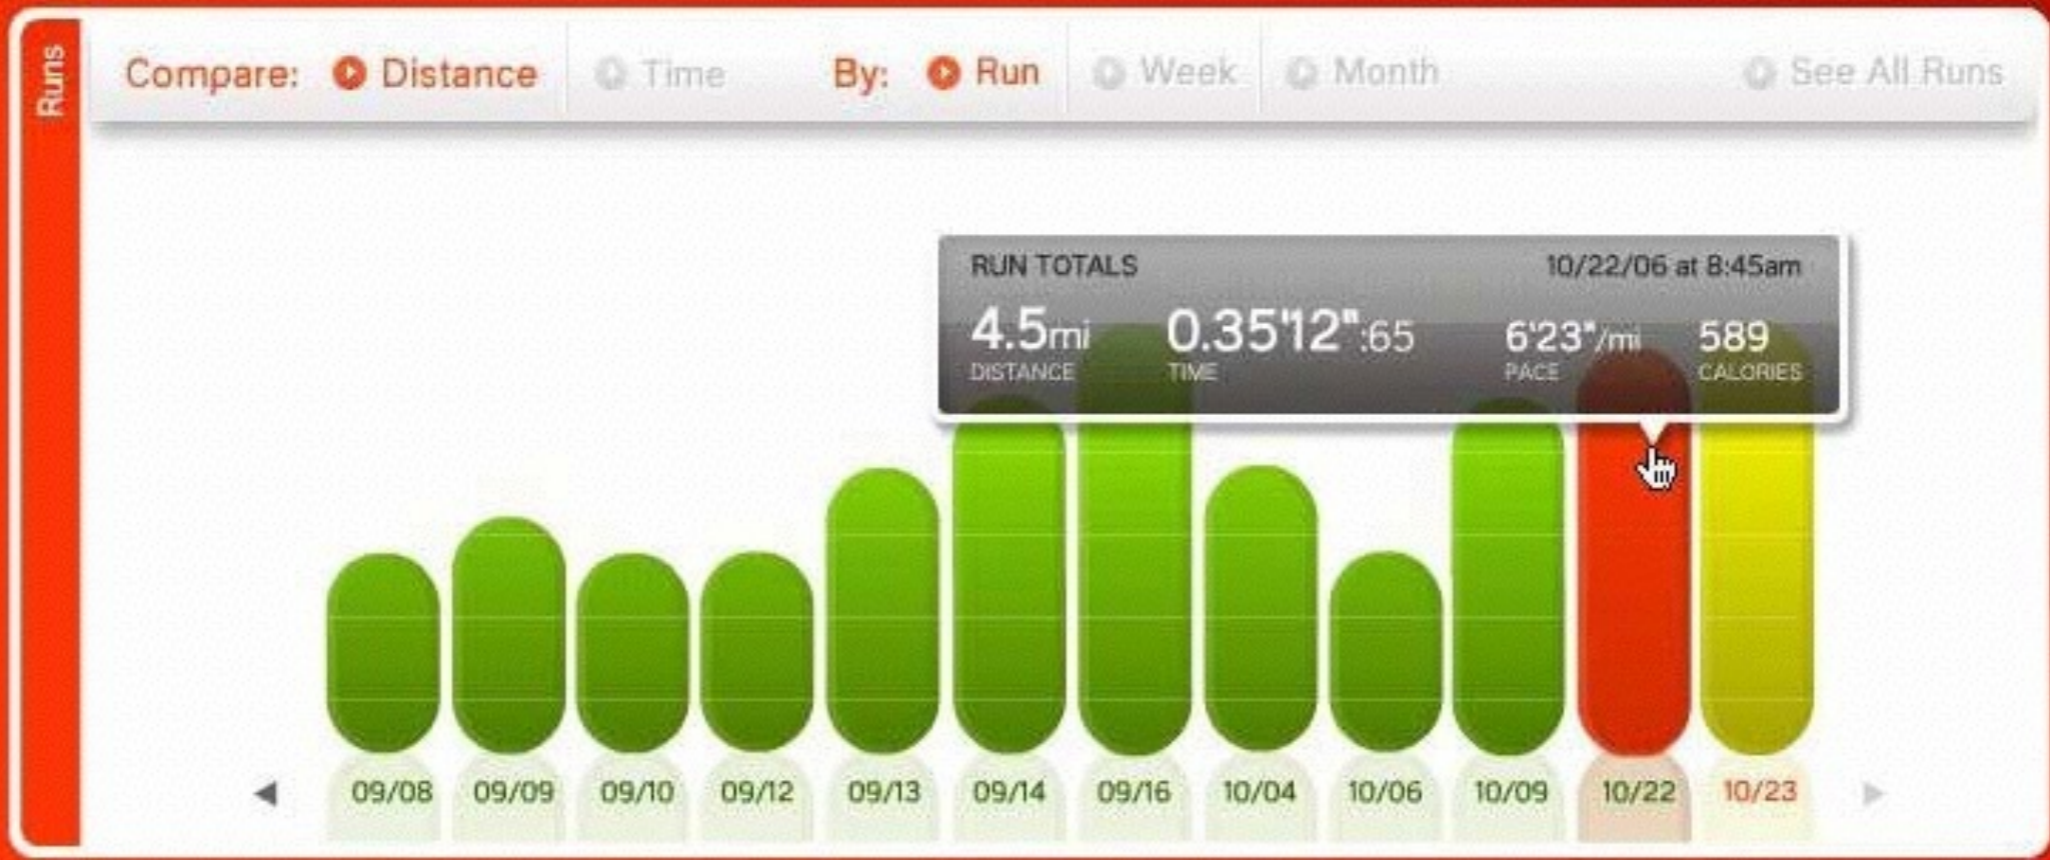 Runs
Compare: Distance Time By: Run Week Month See All Runs
RUN TOTALS 10/22/06 at 8:45am
4.5mi 0.35'12":65 6'23"/mi 589
DISTANCE TIME PACE CALORIES
09/08 09/09 09/10 09/12 09/13 09/14 09/16 10/04 10/06 10/09 10/22 10/23